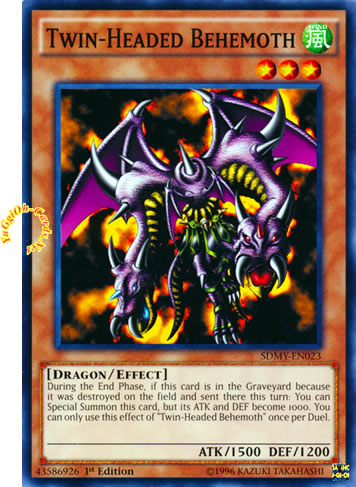 TWIN-HEADED BEHEMOTH
WIND
風
YuGgiOh-Cards.
SDMY-EN023
[DRAGON/EFFECT]
During the End Phase, if this card is in the Graveyard because
it was destroyed on the field and sent there this turn: You can
Special Summon this card, but its ATK and DEF become 1000. You
can only use this effect of "Twin-Headed Behemoth" once per Duel.
ATK/1500 DEF/1200
43586926 1st Edition ©1996 KAZUKI TAKAHASHI